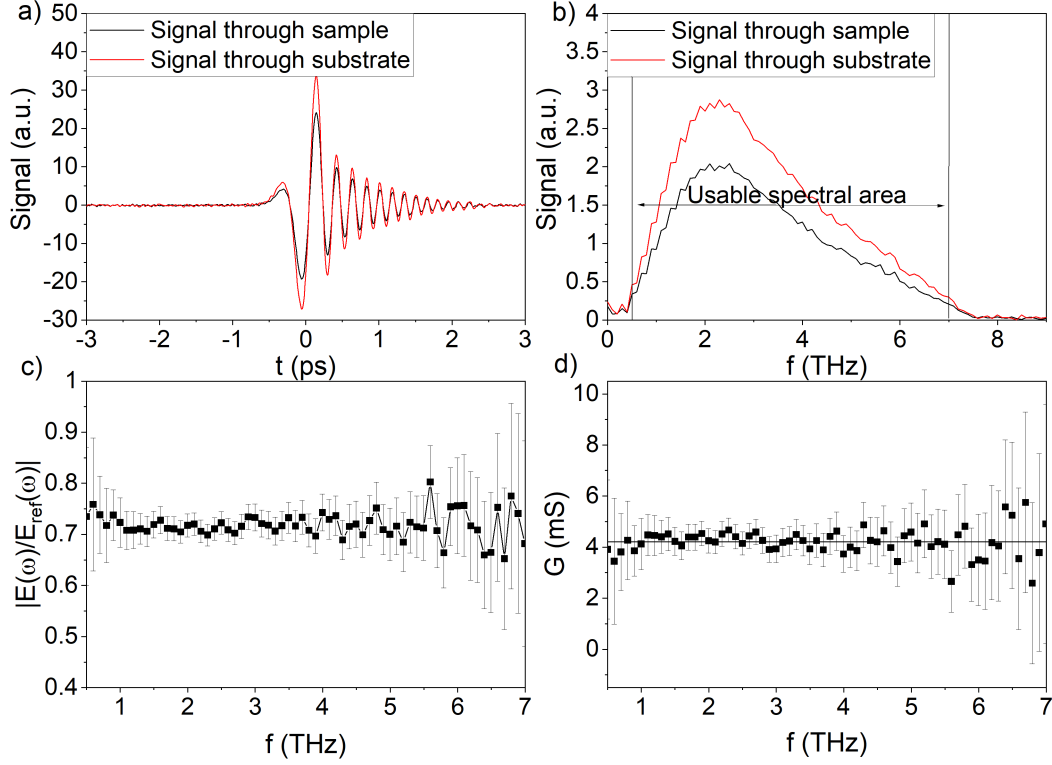 a)
Signal through sample
Signal through substrate
50
40
30
20
10
0
-10
-20
-30
Signal (a.u.)
-3 -2 -1 0 1 2 3
t (ps)
b)
Signal through sample
Signal through substrate
4
3.5
3
2.5
2
1.5
1
0.5
0
Signal (a.u.)
Usable spectral area
0 2 4 6 8
f (THz)
c)
1
0.9
0.8
0.7
0.6
0.5
0.4
|E(ω)/E_ref(ω)|
1 2 3 4 5 6 7
f (THz)
d)
10
8
6
4
2
0
G (mS)
1 2 3 4 5 6 7
f (THz)